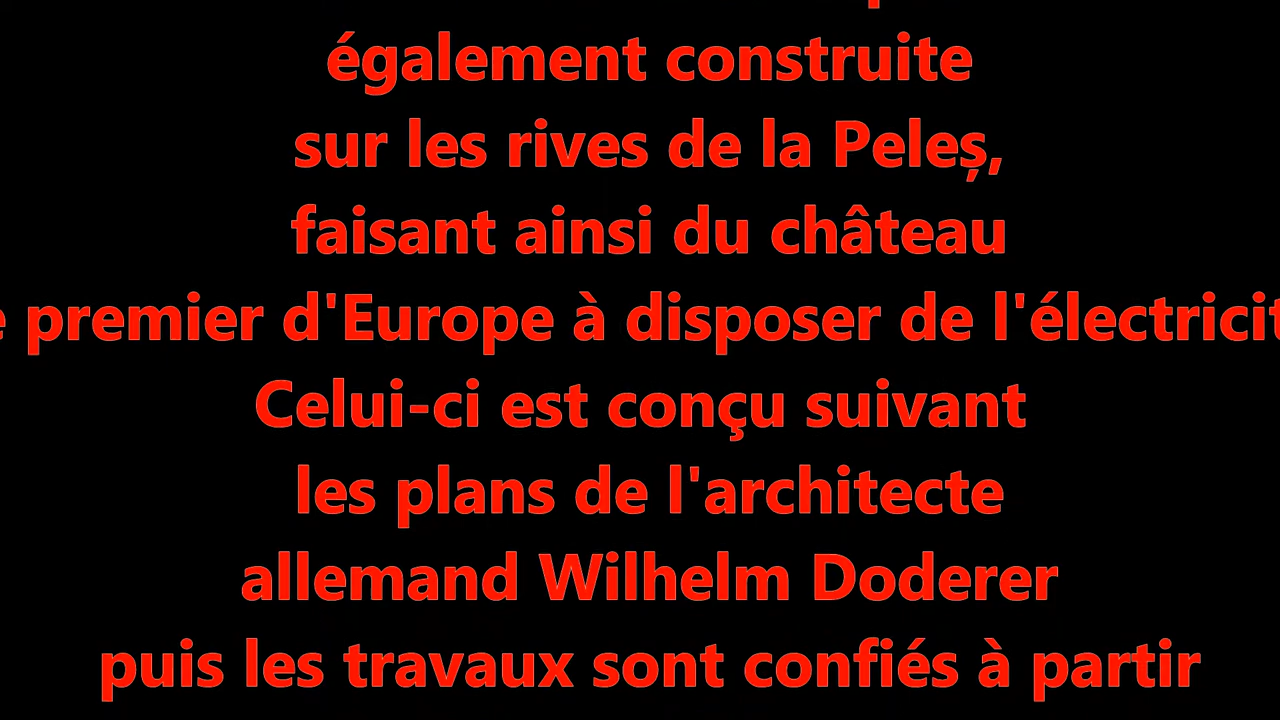 également construite
sur les rives de la Peleș,
faisant ainsi du château
premier d'Europe à disposer de
Celui-ci est conçu suivant
les plans de l'architecte
allemand Wilhelm Doderer
puis les travaux sont confiés à partir